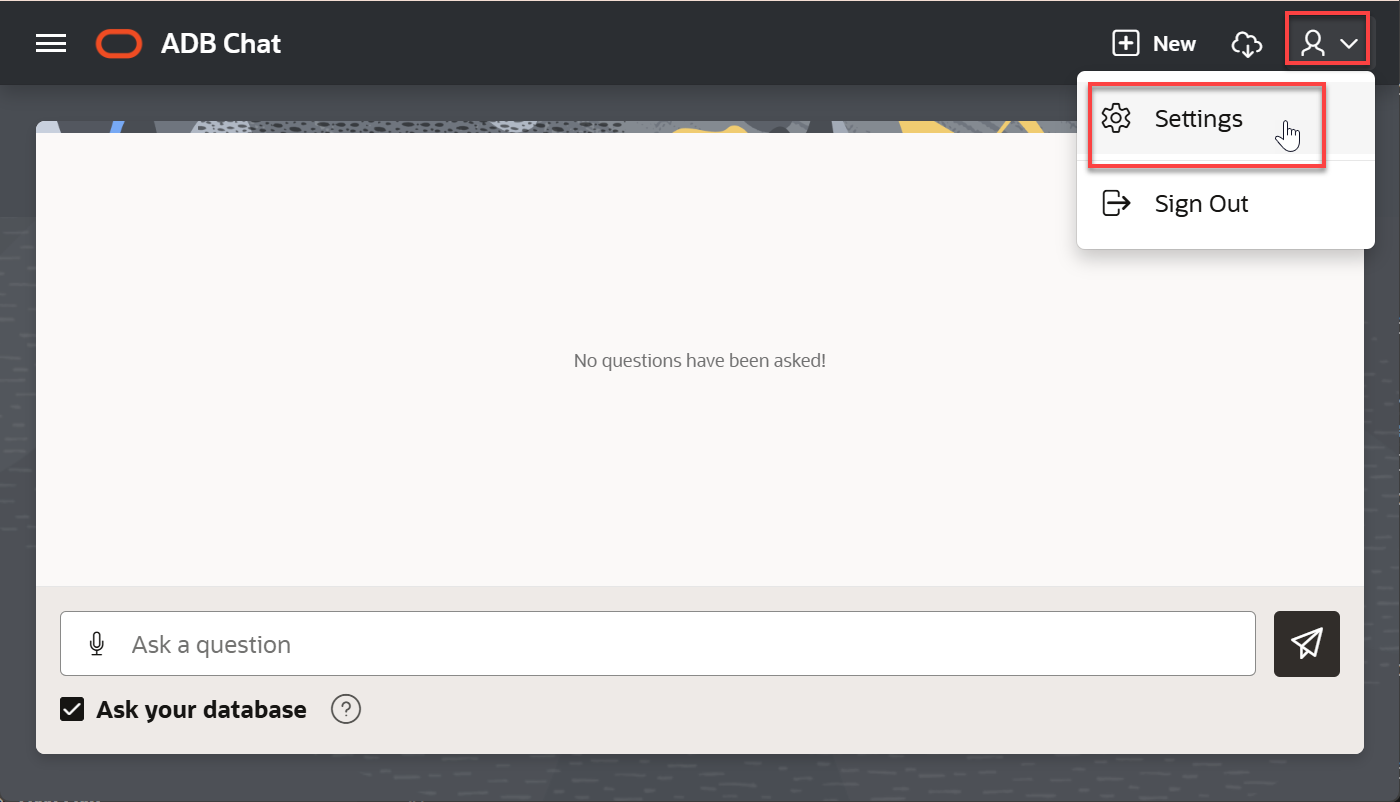 ADB Chat
New
Settings
Sign Out
No questions have been asked!
Ask a question
Ask your database
?